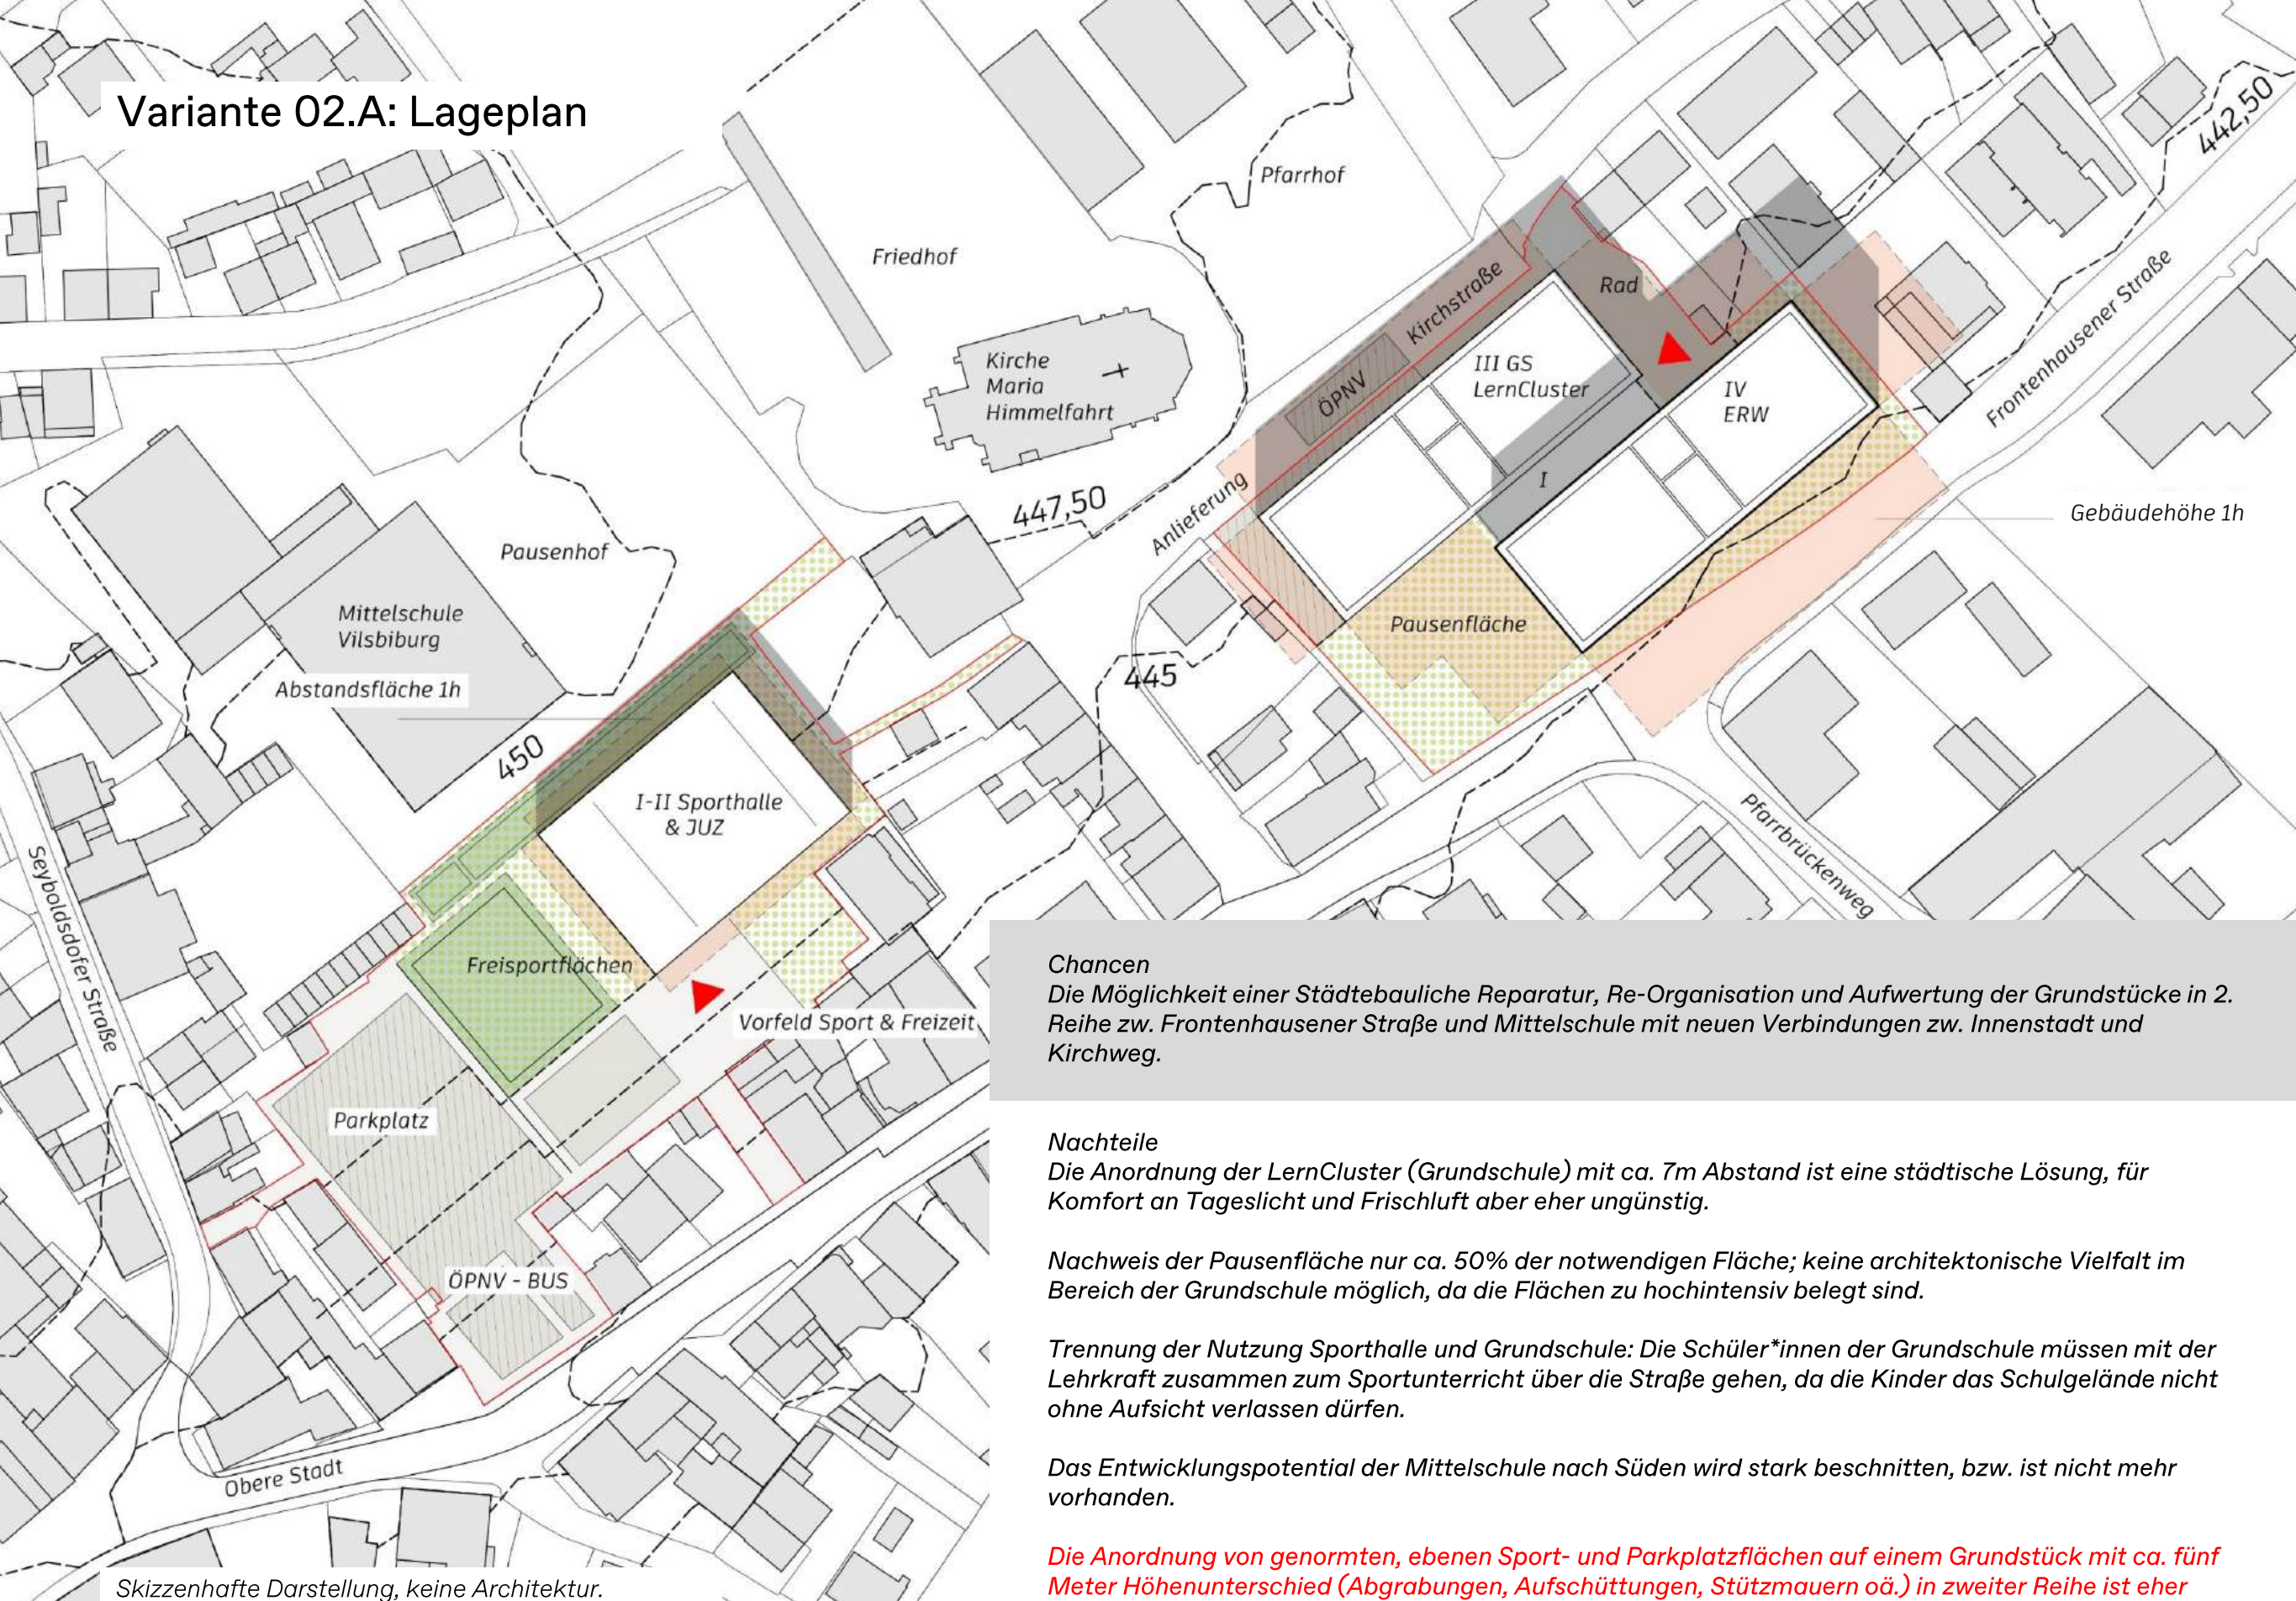 Variante 02.A: Lageplan
442,50
Pfarrhof
Friedhof
Rad
Kirchstraße
Frontenhausener Straße
Kirche
Maria
Himmelfahrt
III GS
LernCluster
ÖPNV
IV
ERW
I
Anlieferung
447,50
Gebäudehöhe 1h
Pausenhof
Mittelschule
Vilsbiburg
Pausenfläche
Abstandsfläche 1h
445
450
I-II Sporthalle
& JUZ
Pfarrbrückenweg
Seyboldsdofer Straße
Freisportflächen
Vorfeld Sport & Freizeit
Parkplatz
ÖPNV - BUS
Obere Stadt
Skizzenhafte Darstellung, keine Architektur.
Chancen
Die Möglichkeit einer Städtebauliche Reparatur, Re-Organisation und Aufwertung der Grundstücke in 2.
Reihe zw. Frontenhausener Straße und Mittelschule mit neuen Verbindungen zw. Innenstadt und
Kirchweg.
Nachteile
Die Anordnung der LernCluster (Grundschule) mit ca. 7m Abstand ist eine städtische Lösung, für
Komfort an Tageslicht und Frischluft aber eher ungünstig.
Nachweis der Pausenfläche nur ca. 50% der notwendigen Fläche; keine architektonische Vielfalt im
Bereich der Grundschule möglich, da die Flächen zu hochintensiv belegt sind.
Trennung der Nutzung Sporthalle und Grundschule: Die Schüler*innen der Grundschule müssen mit der
Lehrkraft zusammen zum Sportunterricht über die Straße gehen, da die Kinder das Schulgelände nicht
ohne Aufsicht verlassen dürfen.
Das Entwicklungspotential der Mittelschule nach Süden wird stark beschnitten, bzw. ist nicht mehr
vorhanden.
Die Anordnung von genormten, ebenen Sport- und Parkplatzflächen auf einem Grundstück mit ca. fünf
Meter Höhenunterschied (Abgrabungen, Aufschüttungen, Stützmauern oä.) in zweiter Reihe ist eher